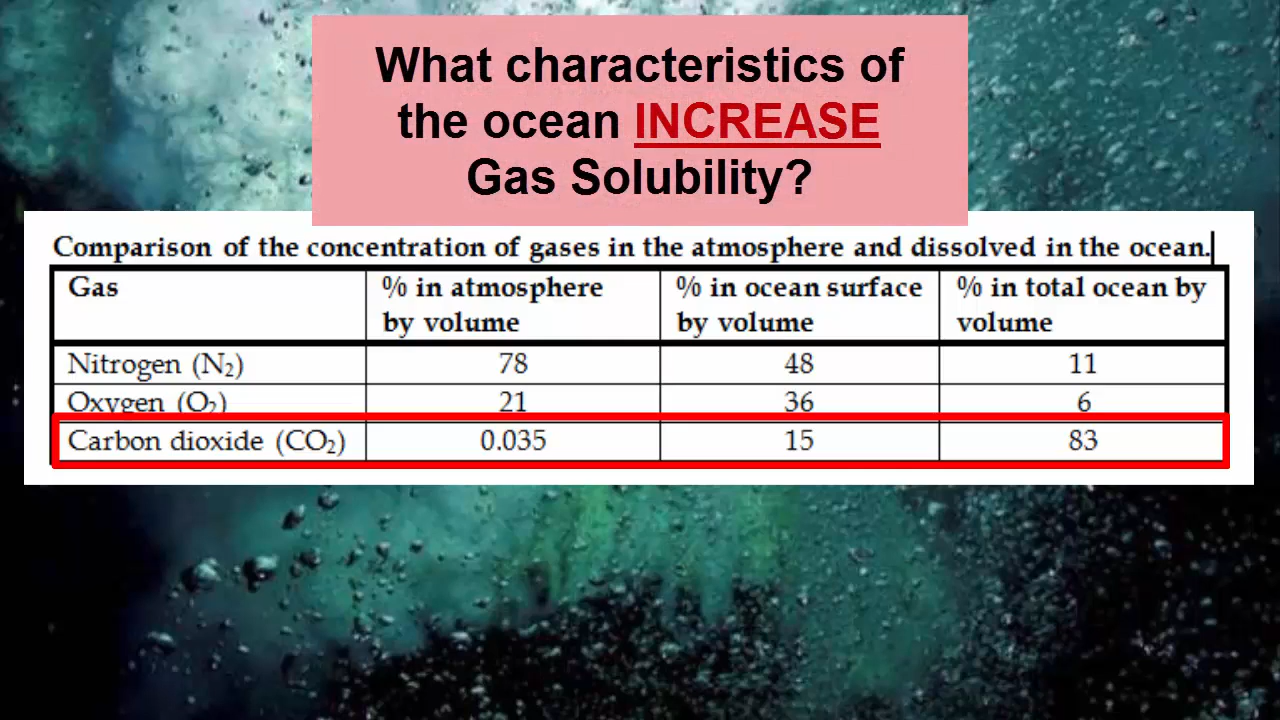 What characteristics of
the ocean INCREASE
Gas Solubility?
Comparison of the concentration of gases in the atmosphere and dissolved in the ocean.
Gas % in atmosphere by volume % in ocean surface by volume % in total ocean by volume
Nitrogen (N₂) 78 48 11
Oxygen (O₂) 21 36 6
Carbon dioxide (CO₂) 0.035 15 83